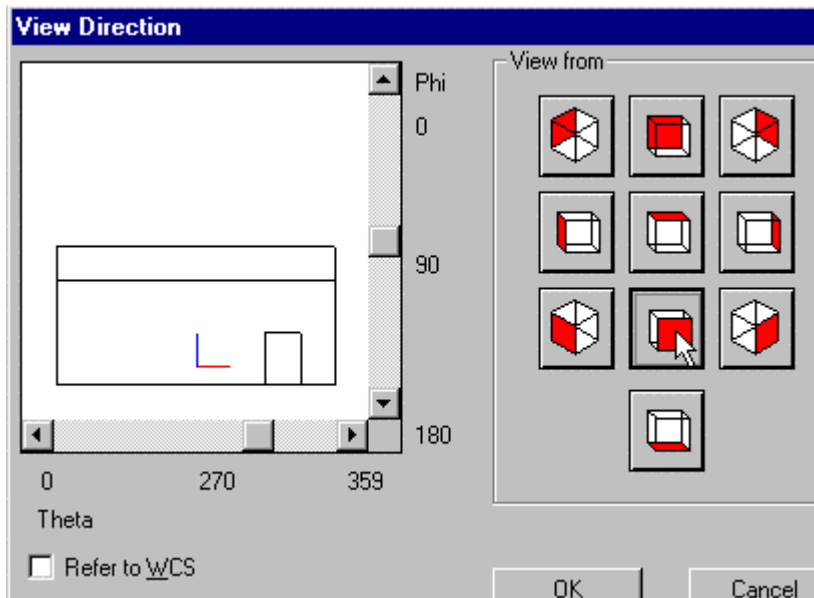 View Direction
View from
Phi
0
90
180
0 270 359
Theta
Refer to WCS
OK Cancel